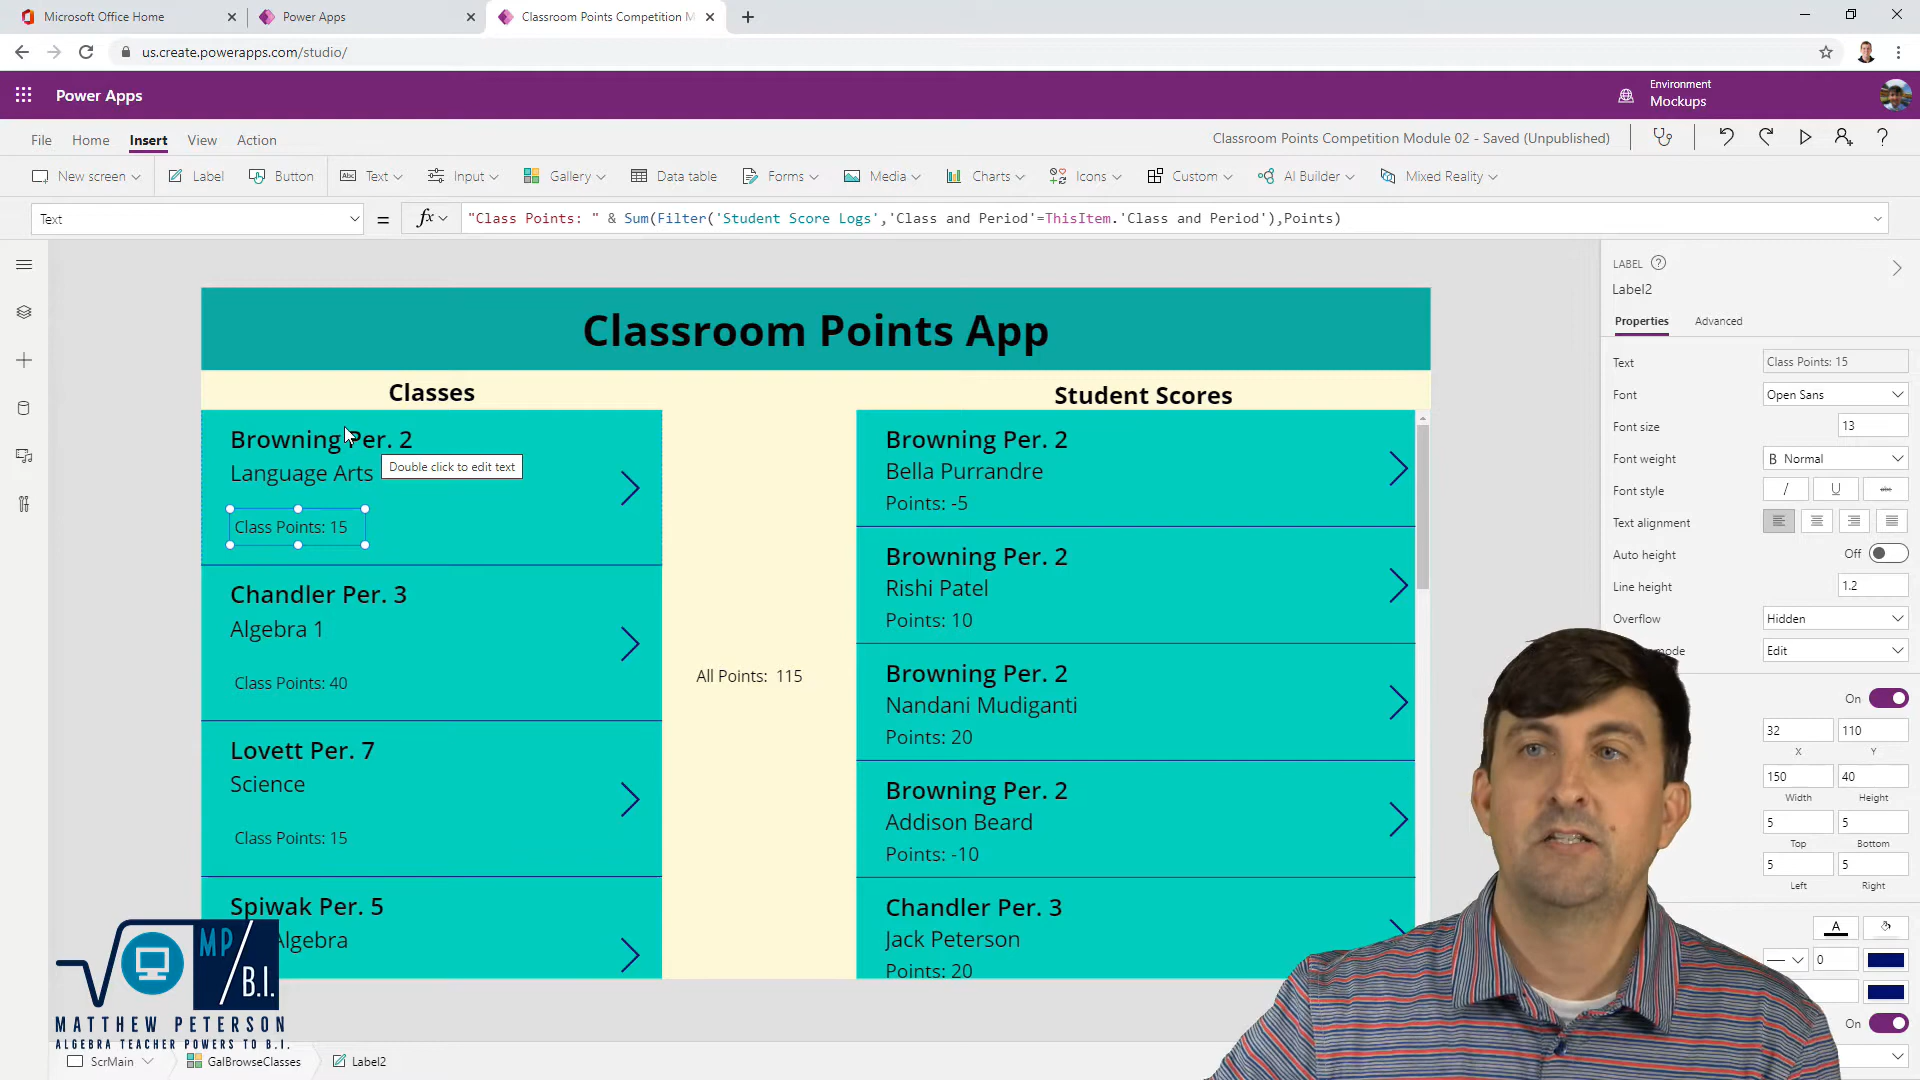 Microsoft Office Home
Power Apps
Classroom Points Competition M
us.create.powerapps.com/studio/
Power Apps
Environment
Mockups
File Home Insert View Action
Classroom Points Competition Module 02 - Saved (Unpublished)
New screen Label Button Text Input Gallery Data table Forms Media Charts Icons Custom AI Builder Mixed Reality
Text = fx "Class Points: " & Sum(Filter('Student Score Logs','Class and Period'=ThisItem.'Class and Period'),Points)
LABEL
Label2
Properties Advanced
Text Class Points: 15
Font Open Sans
Font size 13
Font weight B Normal
Font style / U abc
Text alignment
Auto height Off
Line height 1.2
Overflow Hidden
mode Edit
On
32 110
X Y
150 40
Width Height
5 5
Top Bottom
5 5
Left Right
A
0
On
Classroom Points App
Classes
Browning Per. 2
Language Arts
Double click to edit text
Class Points: 15
Chandler Per. 3
Algebra 1
Class Points: 40
Lovett Per. 7
Science
Class Points: 15
Spiwak Per. 5
Algebra
All Points: 115
Student Scores
Browning Per. 2
Bella Purrandre
Points: -5
Browning Per. 2
Rishi Patel
Points: 10
Browning Per. 2
Nandani Mudiganti
Points: 20
Browning Per. 2
Addison Beard
Points: -10
Chandler Per. 3
Jack Peterson
Points: 20
MP
B.I.
MATTHEW PETERSON
ALGEBRA TEACHER POWERS TO B.I.
ScrMain GalBrowseClasses Label2